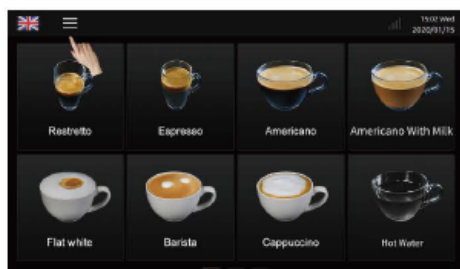 15:02 Wed
2020/01/15
Restretto
Espresso
Americano
Americano With Milk
Flat white
Barista
Cappuccino
Hot Water